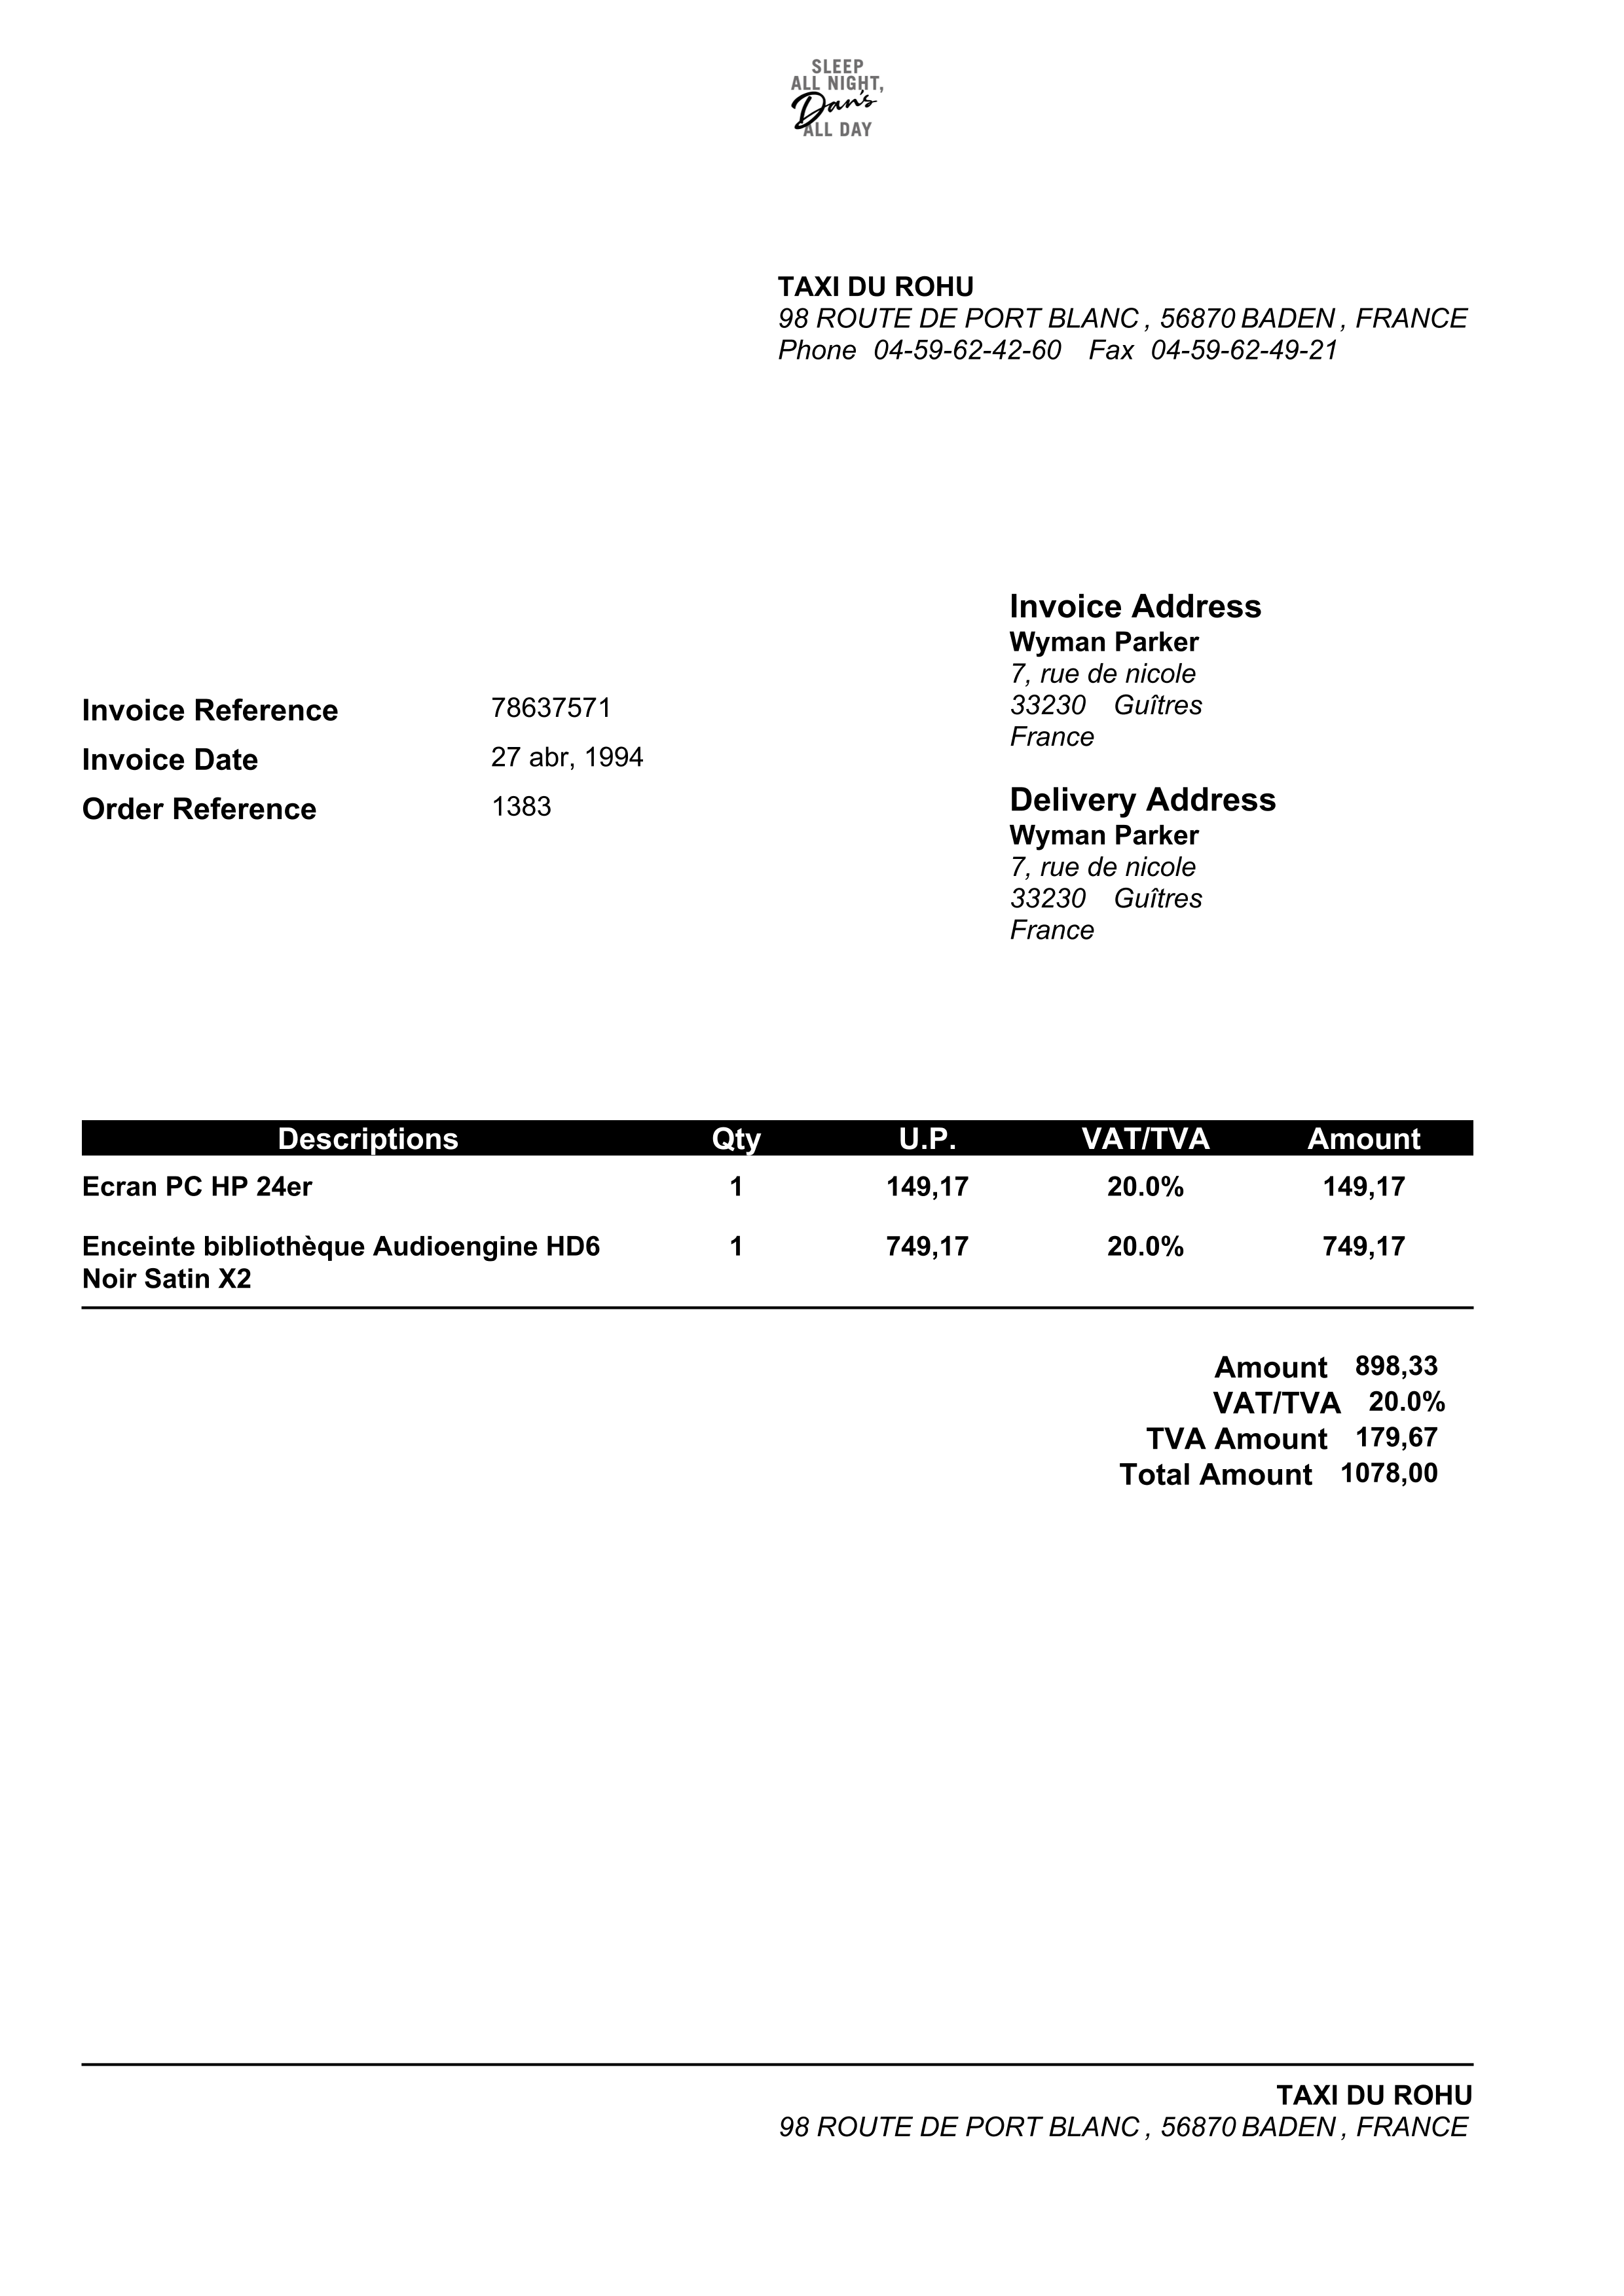 SLEEP
ALL NIGHT,
Dan's
ALL DAY
TAXI DU ROHU
98 ROUTE DE PORT BLANC , 56870 BADEN , FRANCE
Phone 04-59-62-42-60 Fax 04-59-62-49-21
Invoice Address
Wyman Parker
7, rue de nicole
33230 Guîtres
France
Invoice Reference 78637571
Invoice Date 27 abr, 1994
Order Reference 1383
Delivery Address
Wyman Parker
7, rue de nicole
33230 Guîtres
France
Descriptions Qty U.P. VAT/TVA Amount
Ecran PC HP 24er 1 149,17 20.0% 149,17
Enceinte bibliothèque Audioengine HD6 1 749,17 20.0% 749,17
Noir Satin X2
Amount 898,33
VAT/TVA 20.0%
TVA Amount 179,67
Total Amount 1078,00
TAXI DU ROHU
98 ROUTE DE PORT BLANC , 56870 BADEN , FRANCE